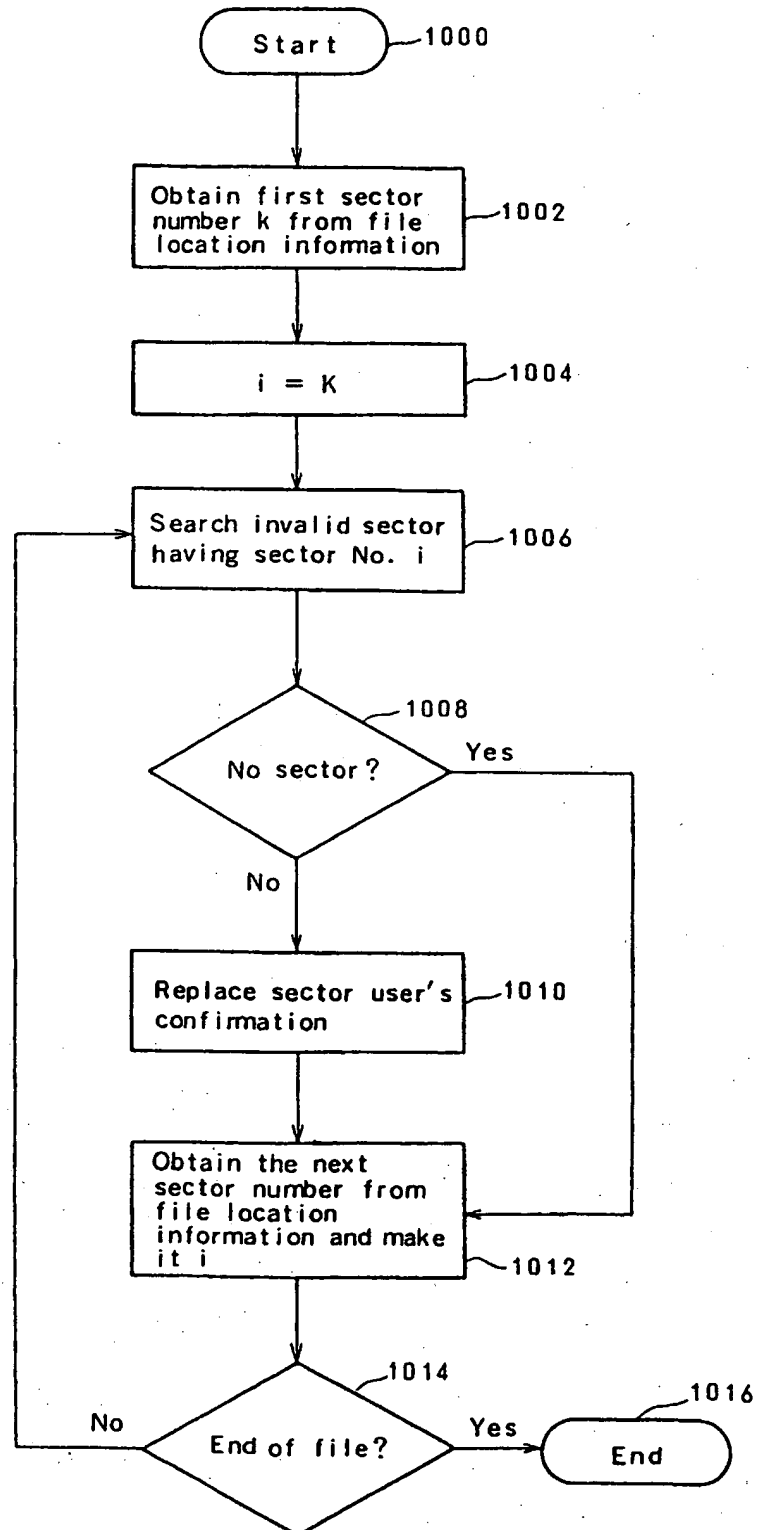 Start
1000
Obtain first sector
number k from file
location information
1002
i = K
1004
Search invalid sector
having sector No. i
1006
1008
No sector?
Yes
No
Replace sector user's
confirmation
1010
Obtain the next
sector number from
file location
information and make
it i
1012
1014
No
End of file?
Yes
1016
End